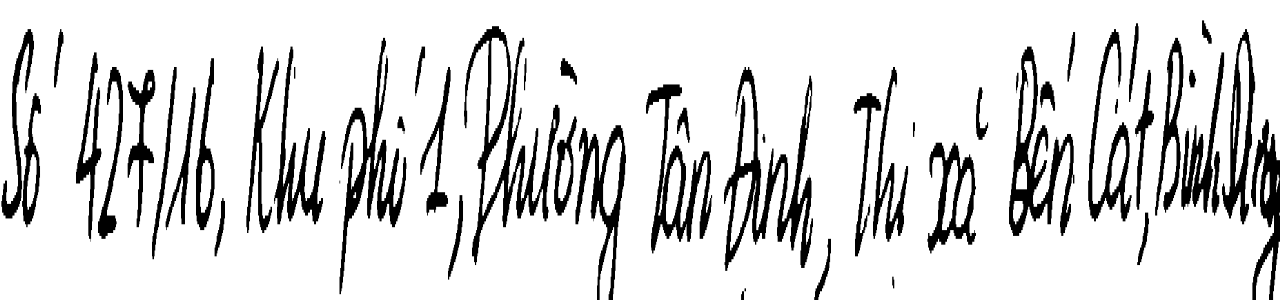 Số 427/16, Khu phố 1, Phường Tân Định, Thị xã Bến Cát, Bình Dương